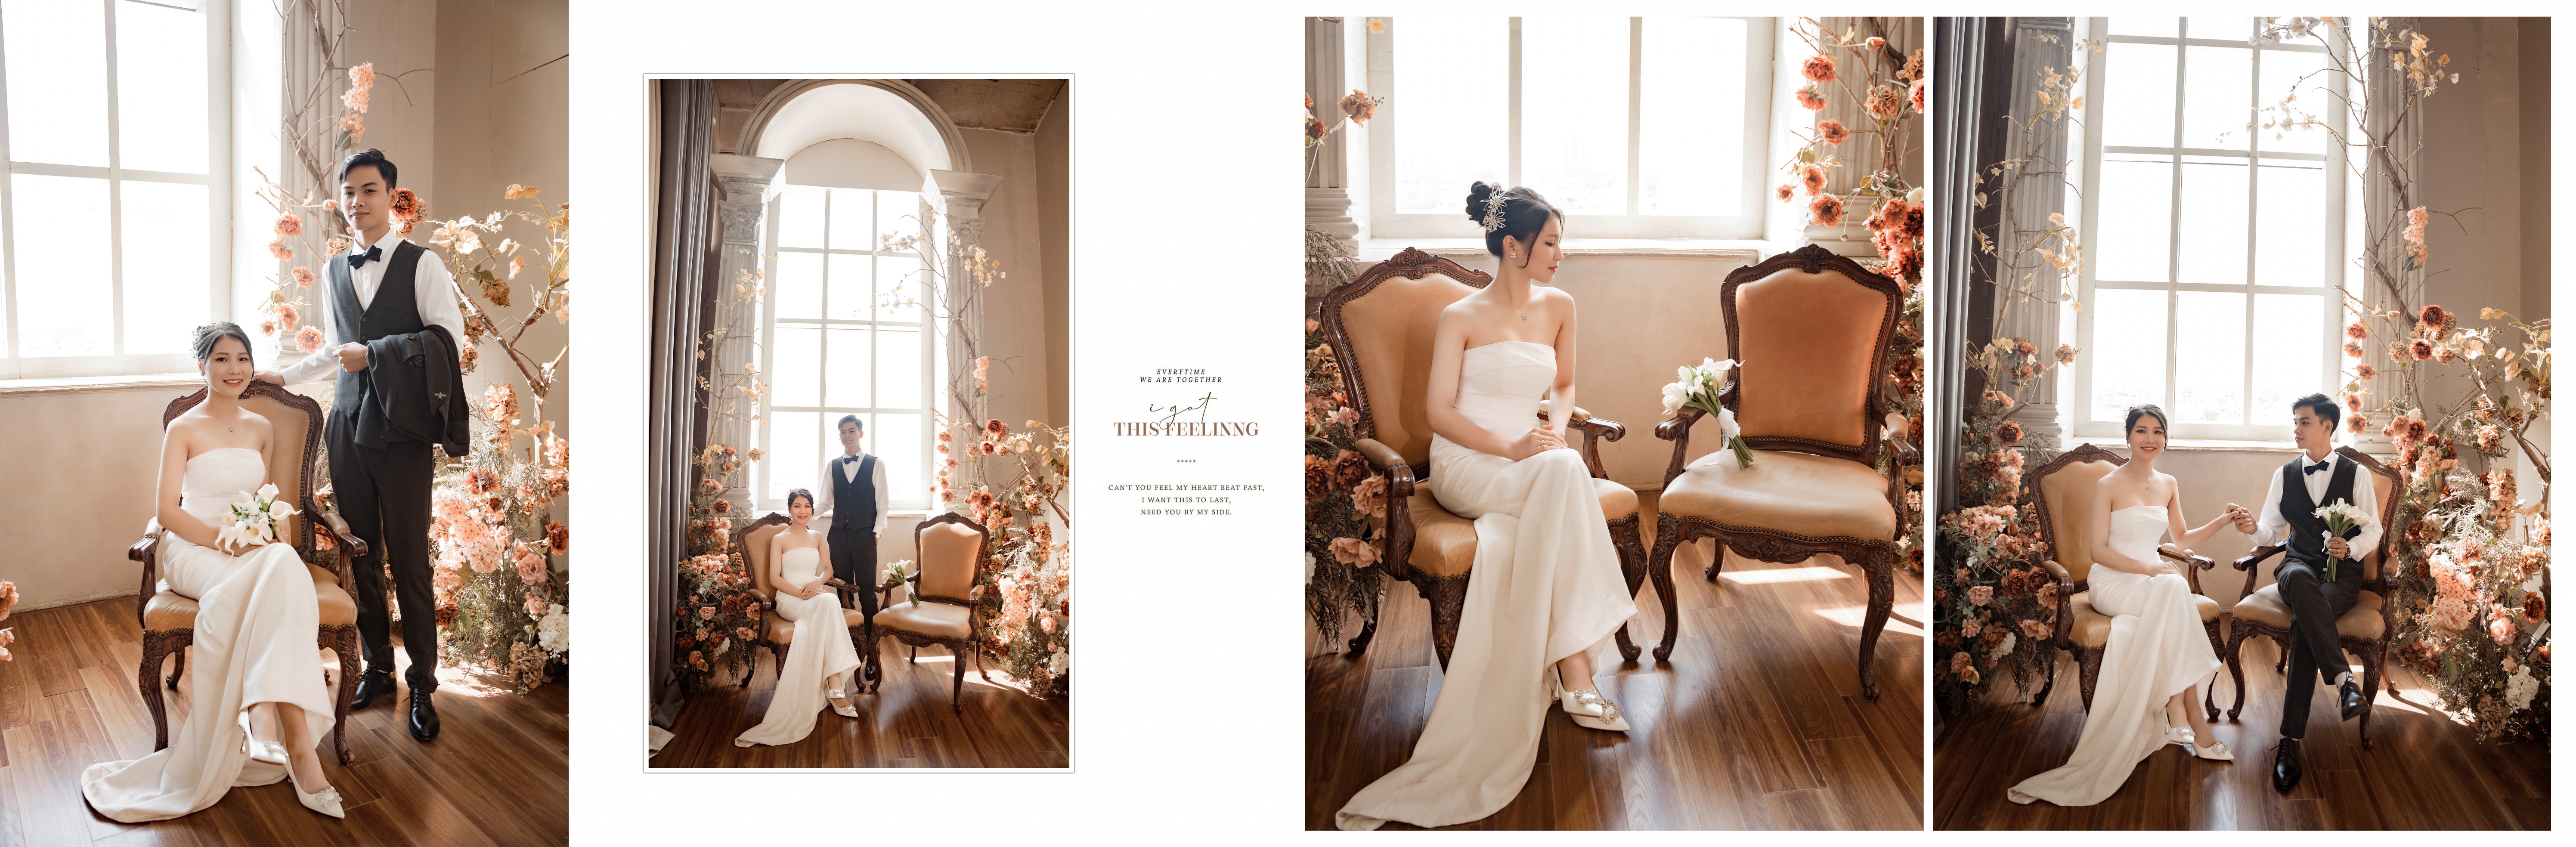 EVERYTIME
WE ARE TOGETHER
i got
THIS FEELINNG
*****
CAN'T YOU FEEL MY HEART BEAT FAST,
I WANT THIS TO LAST,
NEED YOU BY MY SIDE.